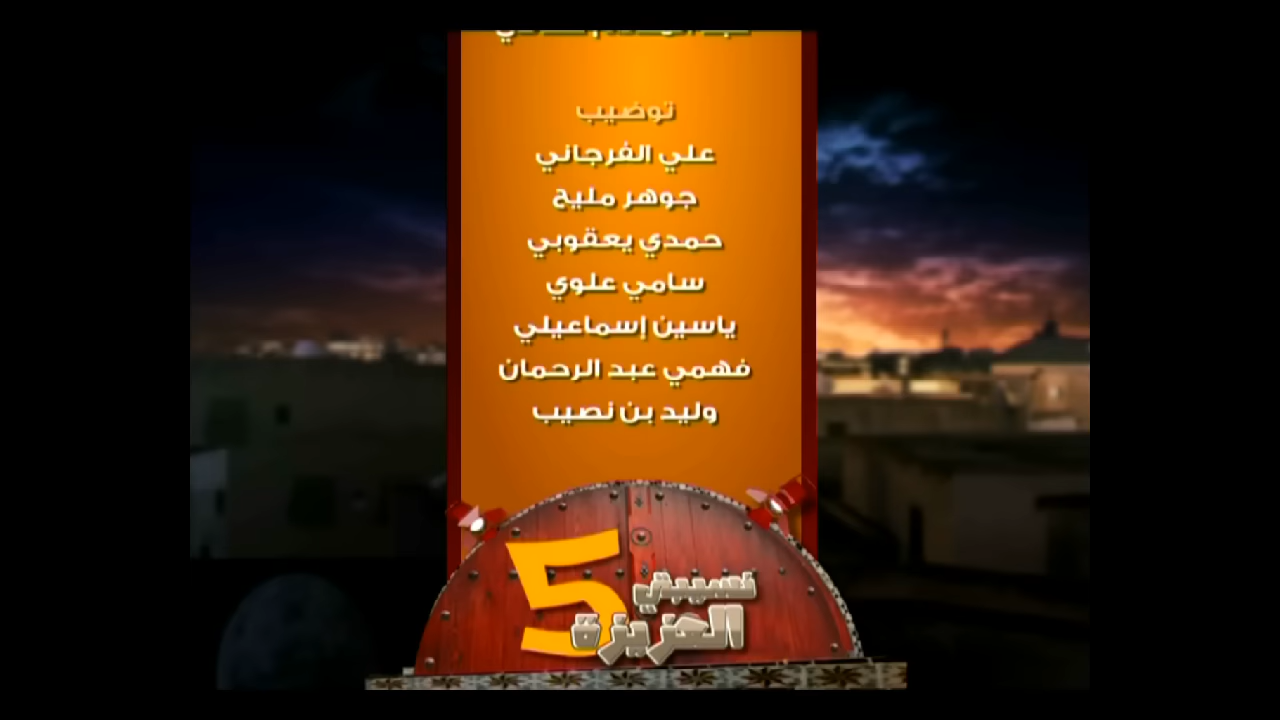 توضيب
علي الفرجاني
جوهر مليح
حمدي يعقوبي
سامي علوي
ياسين إسماعيلي
فهمي عبد الرحمان
وليد بن نصيب
5
نسيبتي
العزيزة